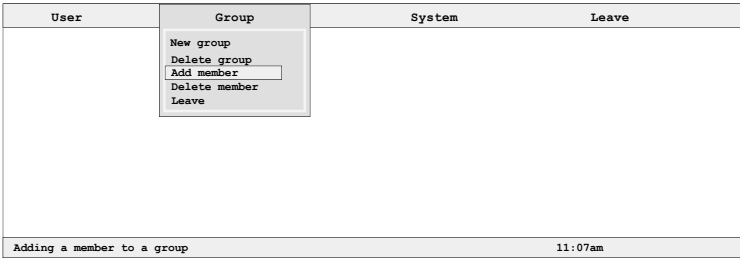 User Group System Leave
New group
Delete group
Add member
Delete member
Leave
Adding a member to a group 11:07am